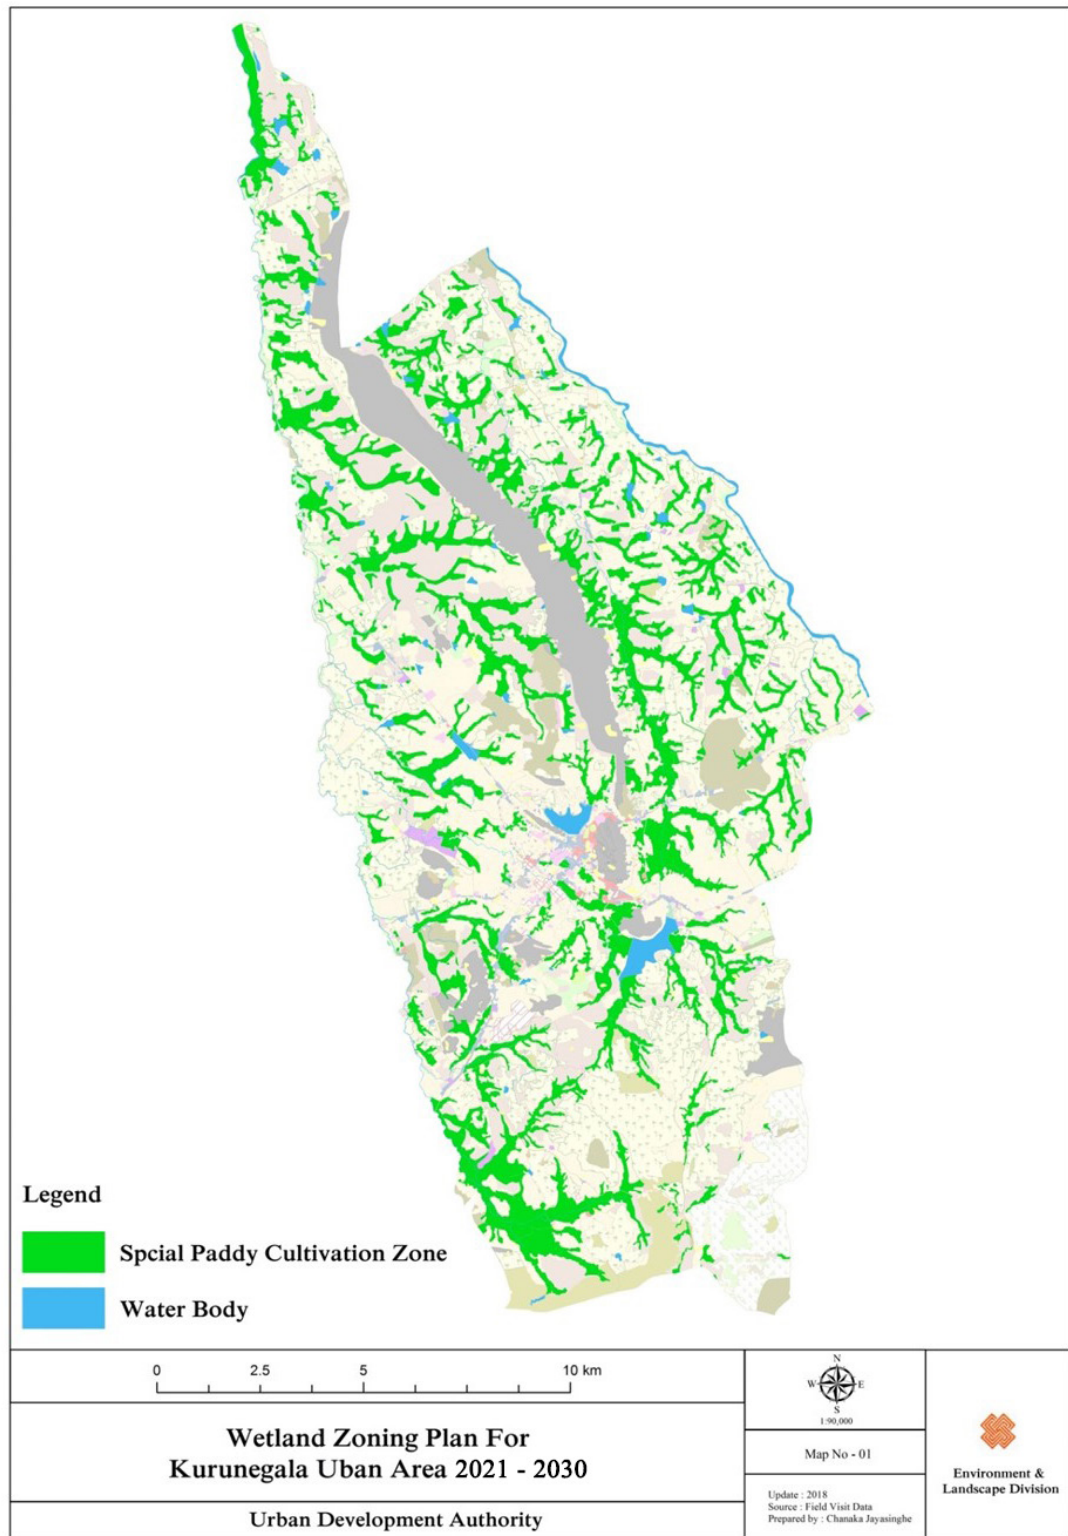 Legend
Spcial Paddy Cultivation Zone
Water Body
0 2.5 5 10 km
Wetland Zoning Plan For
Kurunegala Uban Area 2021 - 2030
Urban Development Authority
N
W E
S
1:90,000
Map No - 01
Update : 2018
Source : Field Visit Data
Prepared by : Chanaka Jayasinghe
Environment &
Landscape Division